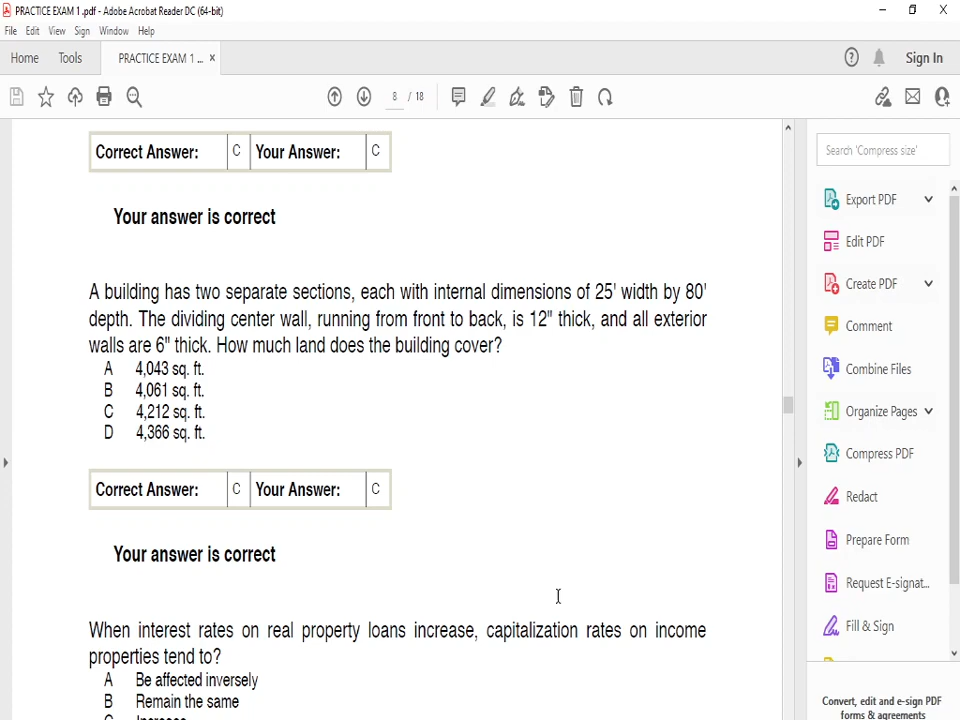 PRACTICE EXAM 1 .pdf - Adobe Acrobat Reader DC (64-bit)
File Edit View Sign Window Help
Home Tools PRACTICE EXAM 1 ... × Sign In
8 / 18
Correct Answer: C Your Answer: C
Your answer is correct
A building has two separate sections, each with internal dimensions of 25' width by 80'
depth. The dividing center wall, running from front to back, is 12" thick, and all exterior
walls are 6" thick. How much land does the building cover?
A 4,043 sq. ft.
B 4,061 sq. ft.
C 4,212 sq. ft.
D 4,366 sq. ft.
Correct Answer: C Your Answer: C
Your answer is correct
When interest rates on real property loans increase, capitalization rates on income
properties tend to?
A Be affected inversely
B Remain the same
C Increase
Search 'Compress size'
Export PDF
Edit PDF
Create PDF
Comment
Combine Files
Organize Pages
Compress PDF
Redact
Prepare Form
Request E-signat...
Fill & Sign
Convert, edit and e-sign PDF
forms & agreements